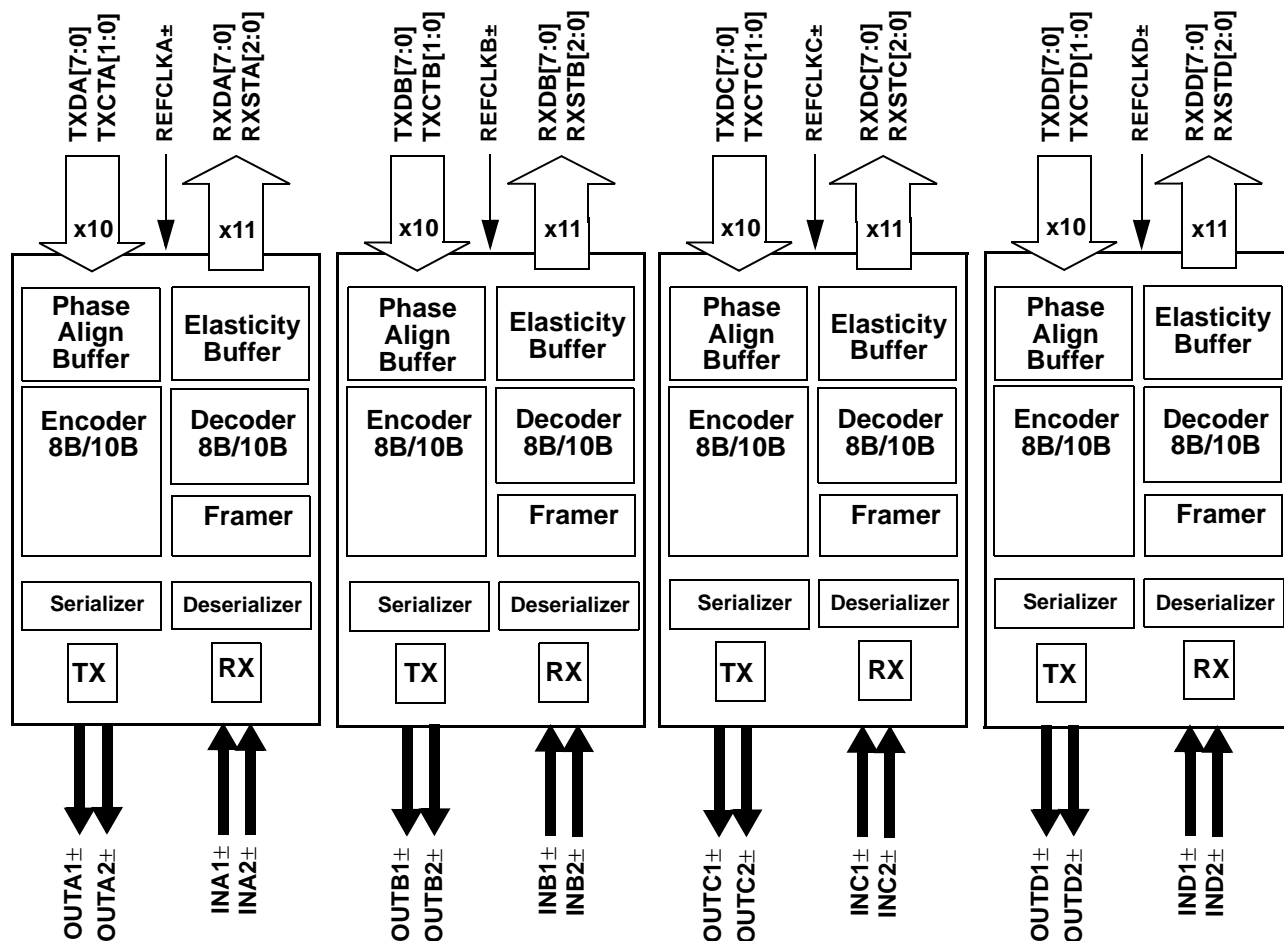 TXDA[7:0]
TXCTA[1:0]
REFCLKA±
RXDA[7:0]
RXSTA[2:0]
TXDB[7:0]
TXCTB[1:0]
REFCLKB±
RXDB[7:0]
RXSTB[2:0]
TXDC[7:0]
TXCTC[1:0]
REFCLKC±
RXDC[7:0]
RXSTC[2:0]
TXDD[7:0]
TXCTD[1:0]
REFCLKD±
RXDD[7:0]
RXSTD[2:0]
x10
x11
x10
x11
x10
x11
x10
x11
Phase
Align
Buffer
Elasticity
Buffer
Encoder
8B/10B
Decoder
8B/10B
Framer
Serializer
Deserializer
TX
RX
Phase
Align
Buffer
Elasticity
Buffer
Encoder
8B/10B
Decoder
8B/10B
Framer
Serializer
Deserializer
TX
RX
Phase
Align
Buffer
Elasticity
Buffer
Encoder
8B/10B
Decoder
8B/10B
Framer
Serializer
Deserializer
TX
RX
Phase
Align
Buffer
Elasticity
Buffer
Encoder
8B/10B
Decoder
8B/10B
Framer
Serializer
Deserializer
TX
RX
OUTA1±
OUTA2±
INA1±
INA2±
OUTB1±
OUTB2±
INB1±
INB2±
OUTC1±
OUTC2±
INC1±
INC2±
OUTD1±
OUTD2±
IND1±
IND2±